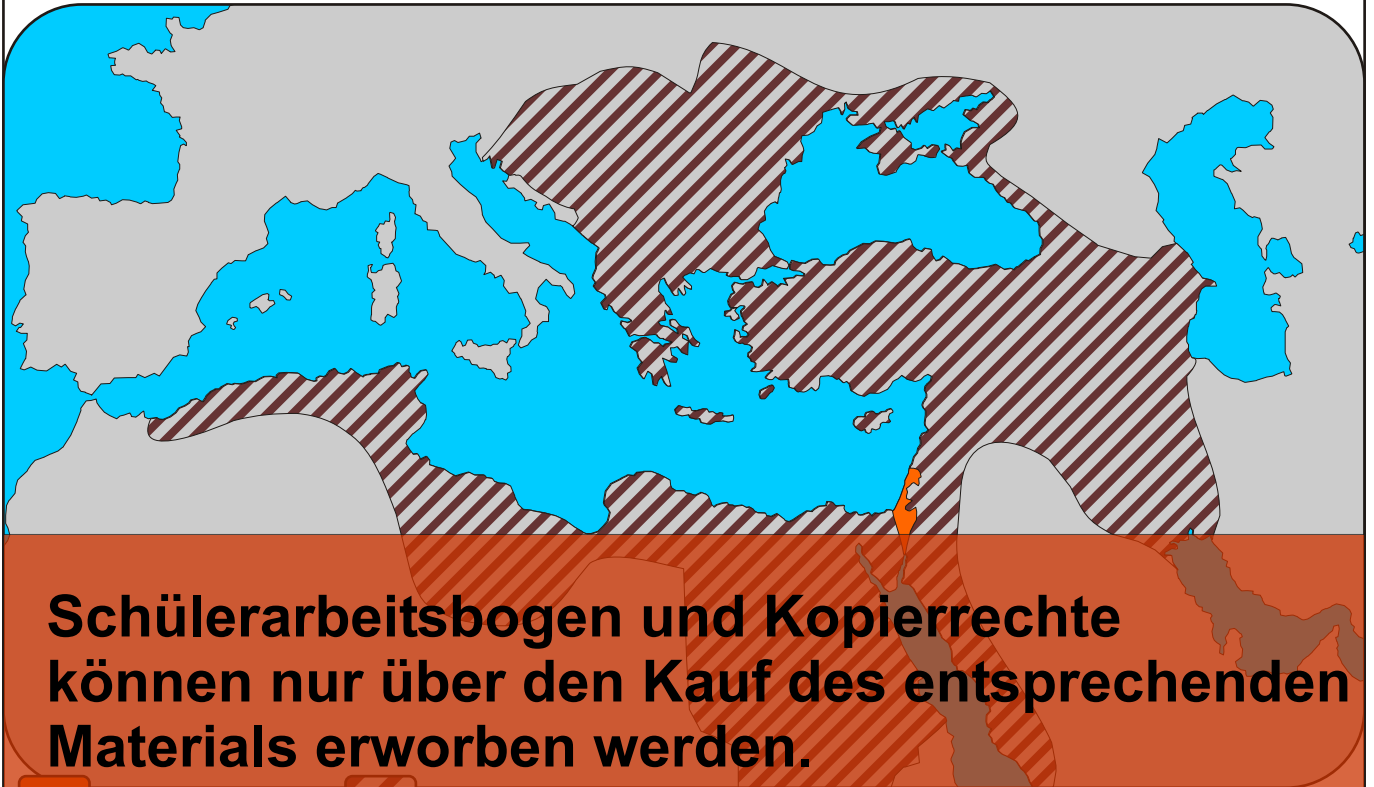 Schülerarbeitsbogen und Kopierrechte
können nur über den Kauf des entsprechenden
Materials erworben werden.